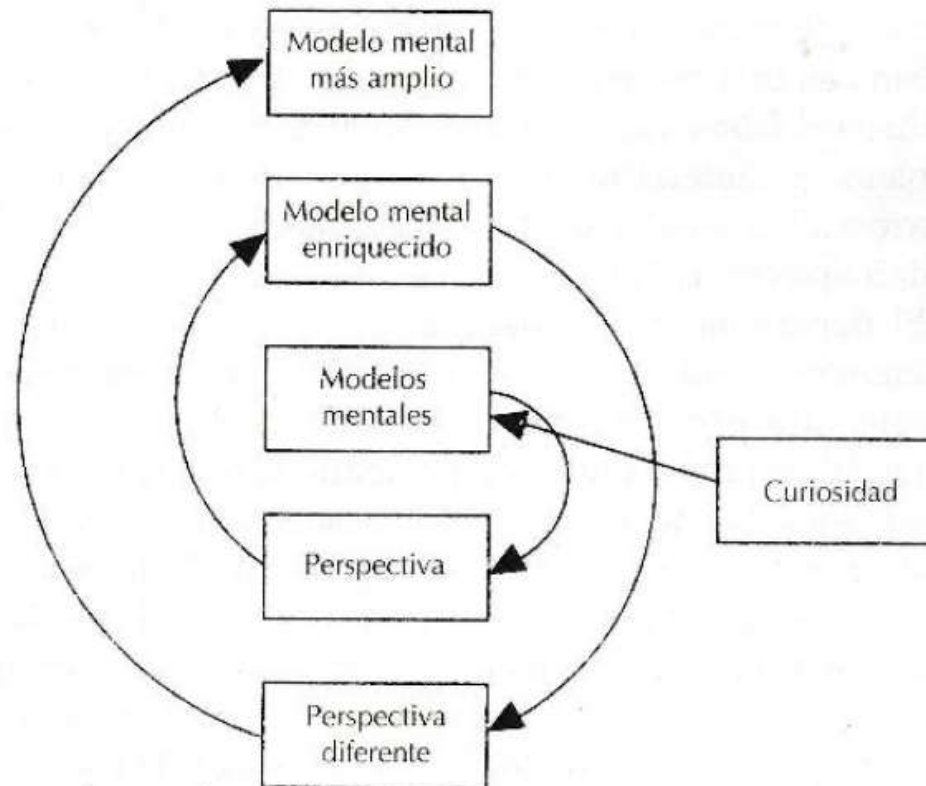 Modelo mental
más amplio
Modelo mental
enriquecido
Modelos
mentales
Curiosidad
Perspectiva
Perspectiva
diferente